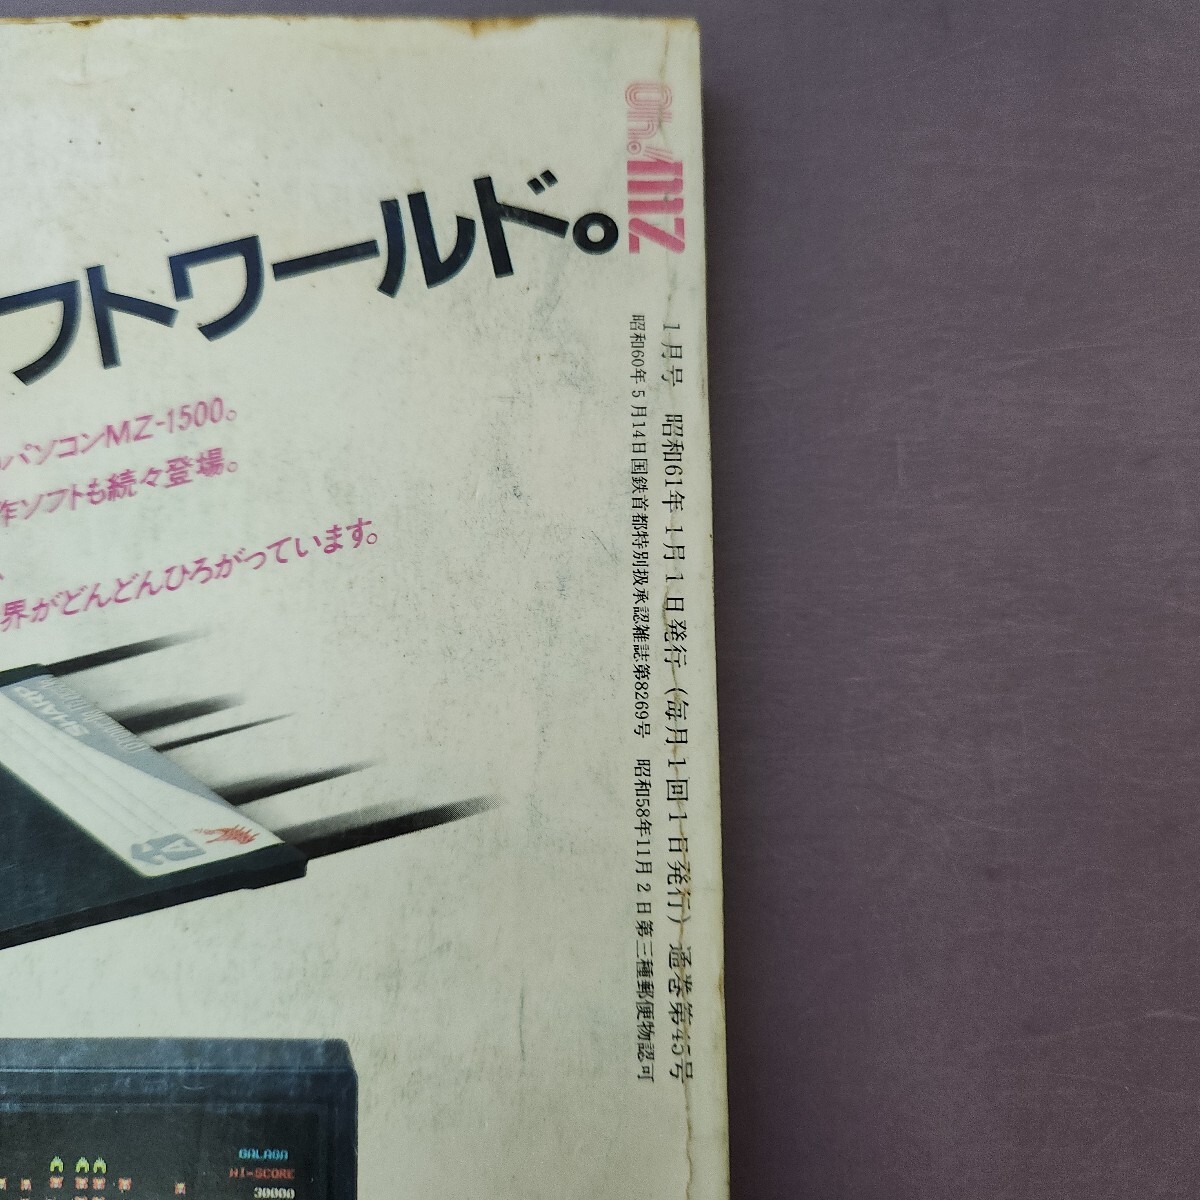 Oh!MZ
フトワールド。
パソコンMZ-1500。
作ソフトも続々登場。
界がどんどんひろがっています。
1月号 昭和61年1月1日発行（毎月1回1日発行）通巻第45号
昭和60年5月14日国鉄首都特別扱承認雑誌第8269号 昭和58年11月2日第三種郵便物認可
SHARP
GALAGA
HI-SCORE
30000